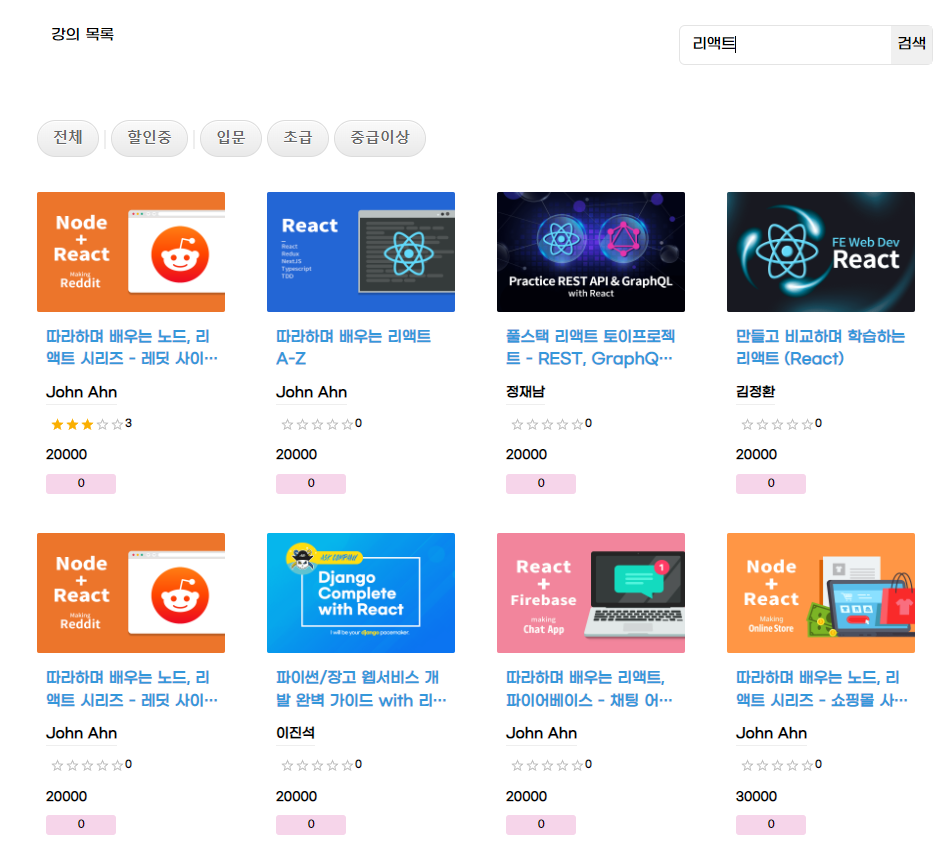 강의 목록
리액트
검색
전체
할인중
입문
초급
중급이상
Node
+
React
Making
Reddit
React
React
Redux
NextJS
Typescript
TDD
Practice REST API & GraphQL
with React
FE Web Dev
React
따라하며 배우는 노드, 리
액트 시리즈 - 레딧 사이…
John Ahn
3
20000
0
따라하며 배우는 리액트
A-Z
John Ahn
0
20000
0
풀스택 리액트 토이프로젝
트 - REST, GraphQ…
정재남
0
20000
0
만들고 비교하며 학습하는
리액트 (React)
김정환
0
20000
0
Node
+
React
Making
Reddit
ASK COMPANY
Django
Complete
with React
I will be your django pacemaker.
React
+
Firebase
making
Chat App
1
Node
+
React
Making
Online Store
따라하며 배우는 노드, 리
액트 시리즈 - 레딧 사이…
John Ahn
0
20000
0
파이썬/장고 웹서비스 개
발 완벽 가이드 with 리…
이진석
0
20000
0
따라하며 배우는 리액트,
파이어베이스 - 채팅 어…
John Ahn
0
20000
0
따라하며 배우는 노드, 리
액트 시리즈 - 쇼핑몰 사…
John Ahn
0
30000
0